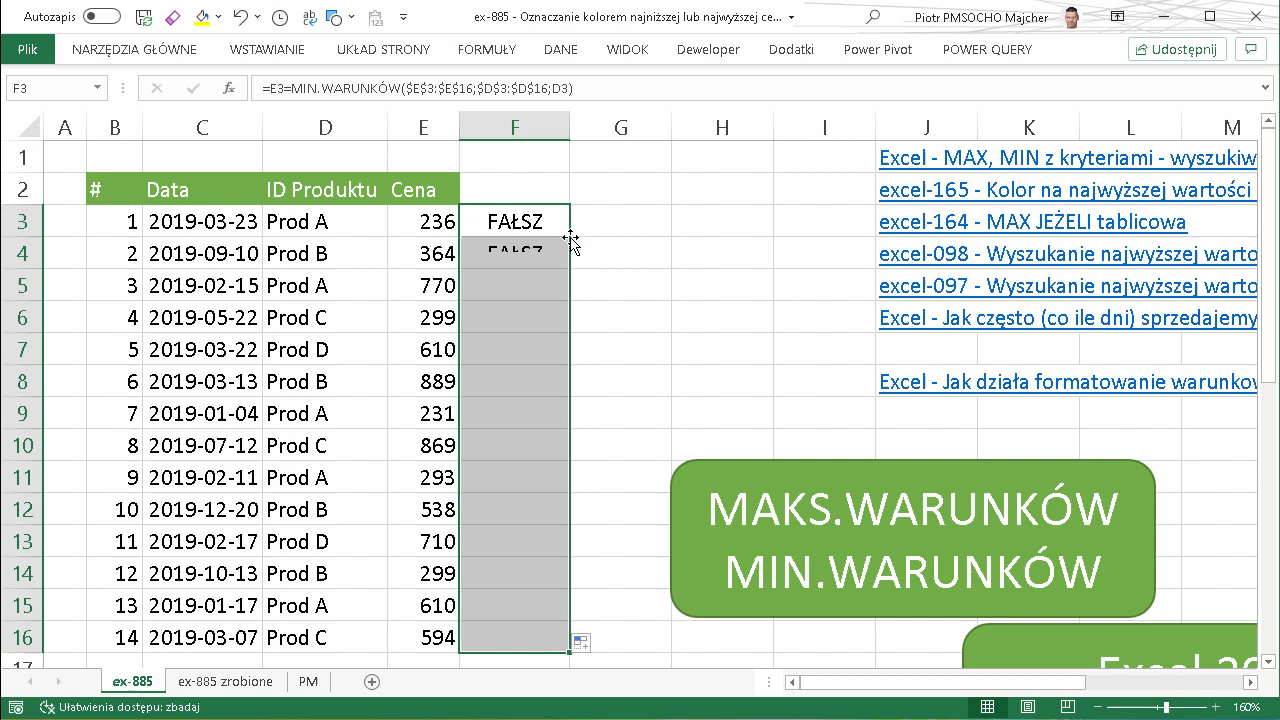 Autozapis
ex-885 - Oznaczanie kolorem najniższej lub najwyższej ce...
Piotr PMSOCHO Majcher
Plik NARZĘDZIA GŁÓWNE WSTAWIANIE UKŁAD STRONY FORMUŁY DANE WIDOK Deweloper Dodatki Power Pivot POWER QUERY Udostępnij
F3 fx =E3=MIN.WARUNKÓW($E$3:$E$16;$D$3:$D$16;D3)
A B C D E F G H I J K L M
1 Excel - MAX, MIN z kryteriami - wyszukiw
2 # Data ID Produktu Cena excel-165 - Kolor na najwyższej wartości
3 1 2019-03-23 Prod A 236 FAŁSZ excel-164 - MAX JEŻELI tablicowa
4 2 2019-09-10 Prod B 364 FAŁSZ excel-098 - Wyszukanie najwyższej warto
5 3 2019-02-15 Prod A 770 excel-097 - Wyszukanie najwyższej warto
6 4 2019-05-22 Prod C 299 Excel - Jak często (co ile dni) sprzedajemy
7 5 2019-03-22 Prod D 610
8 6 2019-03-13 Prod B 889 Excel - Jak działa formatowanie warunkow
9 7 2019-01-04 Prod A 231
10 8 2019-07-12 Prod C 869
11 9 2019-02-11 Prod A 293
12 10 2019-12-20 Prod B 538
13 11 2019-02-17 Prod D 710
14 12 2019-10-13 Prod B 299
15 13 2019-01-17 Prod A 610
16 14 2019-03-07 Prod C 594
17
MAKS.WARUNKÓW
MIN.WARUNKÓW
ex-885 ex-885 zrobione PM
Ułatwienia dostępu: zbadaj
160%